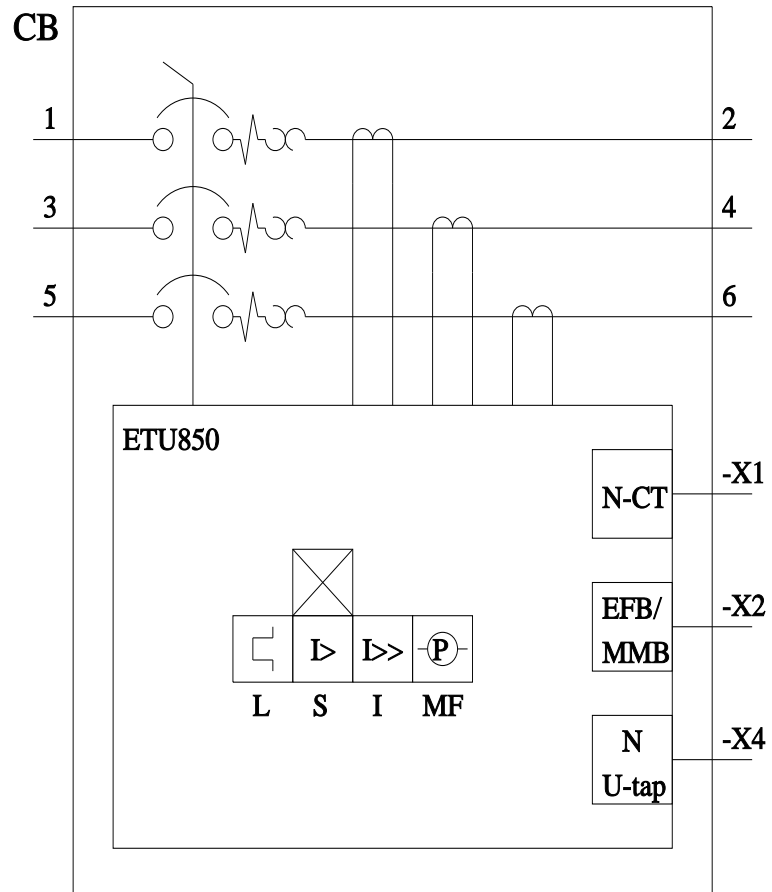 CB
1 2
3 4
5 6
ETU850
N-CT -X1
EFB/ -X2
MMB
I> I>> P
L S I MF
N -X4
U-tap